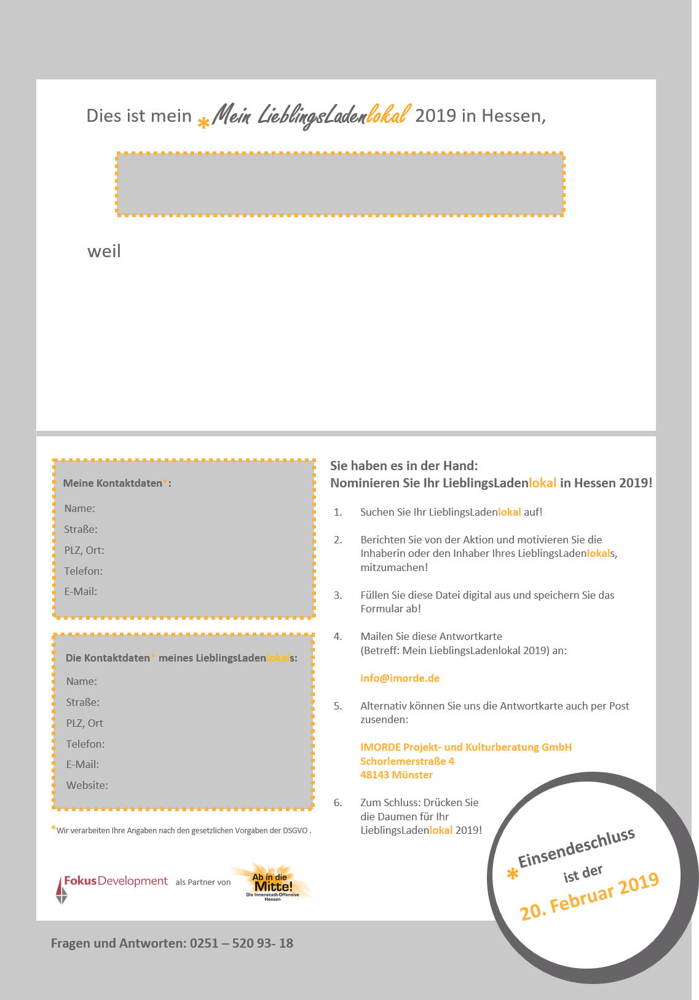 Dies ist mein *Mein LieblingsLadenlokal 2019 in Hessen,
weil
Meine Kontaktdaten*:
Name:
Straße:
PLZ, Ort:
Telefon:
E-Mail:
Die Kontaktdaten* meines LieblingsLadenlokals:
Name:
Straße:
PLZ, Ort
Telefon:
E-Mail:
Website:
*Wir verarbeiten Ihre Angaben nach den gesetzlichen Vorgaben der DSGVO .
Fokus Development als Partner von
Ab in die
Mitte!
Die Innenstadt-Offensive
Hessen
Sie haben es in der Hand:
Nominieren Sie Ihr LieblingsLadenlokal in Hessen 2019!
1. Suchen Sie Ihr LieblingsLadenlokal auf!
2. Berichten Sie von der Aktion und motivieren Sie die
Inhaberin oder den Inhaber Ihres LieblingsLadenlokals,
mitzumachen!
3. Füllen Sie diese Datei digital aus und speichern Sie das
Formular ab!
4. Mailen Sie diese Antwortkarte
(Betreff: Mein LieblingsLadenlokal 2019) an:
info@imorde.de
5. Alternativ können Sie uns die Antwortkarte auch per Post
zusenden:
IMORDE Projekt- und Kulturberatung GmbH
Schorlemerstraße 4
48143 Münster
6. Zum Schluss: Drücken Sie
die Daumen für Ihr
LieblingsLadenlokal 2019!
*Einsendeschluss
ist der
20. Februar 2019
Fragen und Antworten: 0251 – 520 93- 18